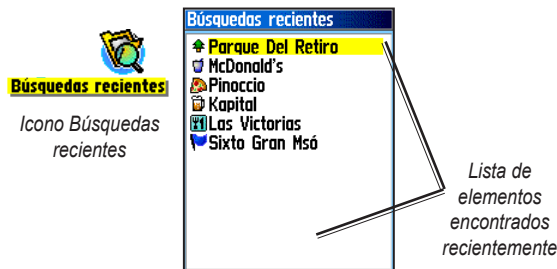 Búsquedas recientes
Icono Búsquedas
recientes
Búsquedas recientes
Parque Del Retiro
McDonald's
Pinoccio
Kapital
Las Victorias
Sixto Gran Msó
Lista de
elementos
encontrados
recientemente